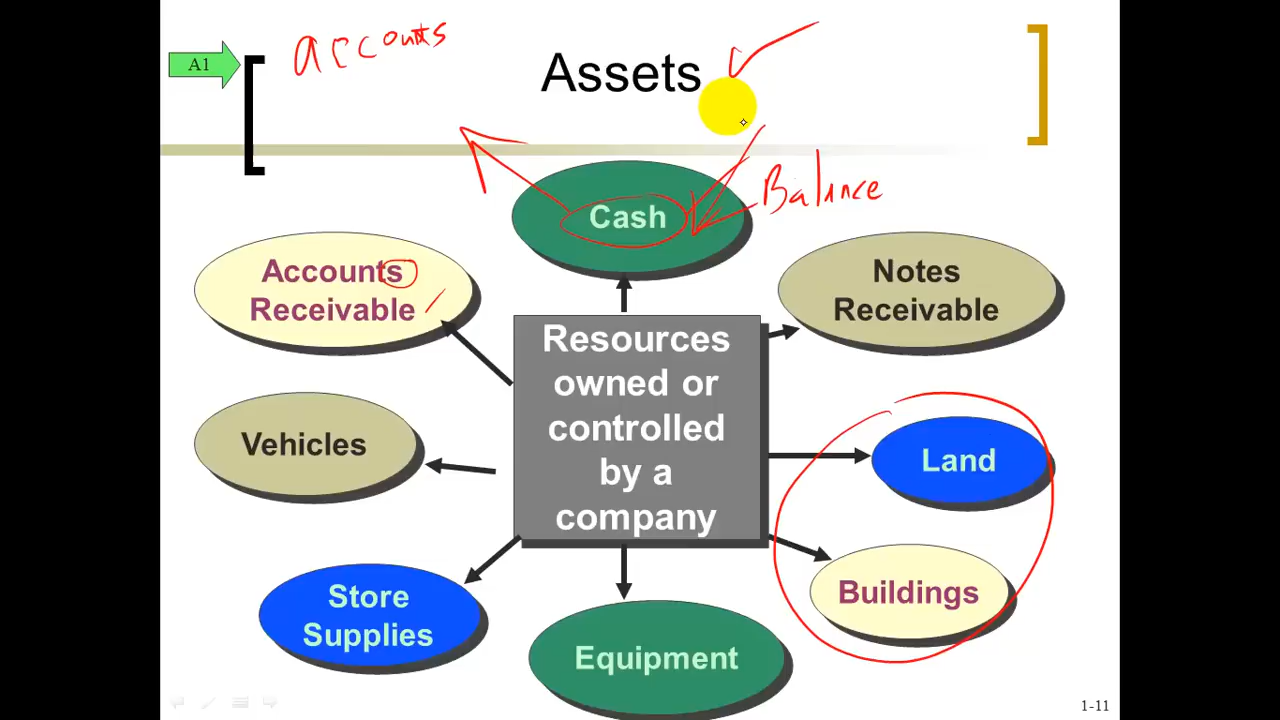 accounts
A1
Assets
Balance
Cash
Accounts
Receivable
Notes
Receivable
Resources
owned or
controlled
by a
company
Vehicles
Land
Store
Supplies
Buildings
Equipment
1-11